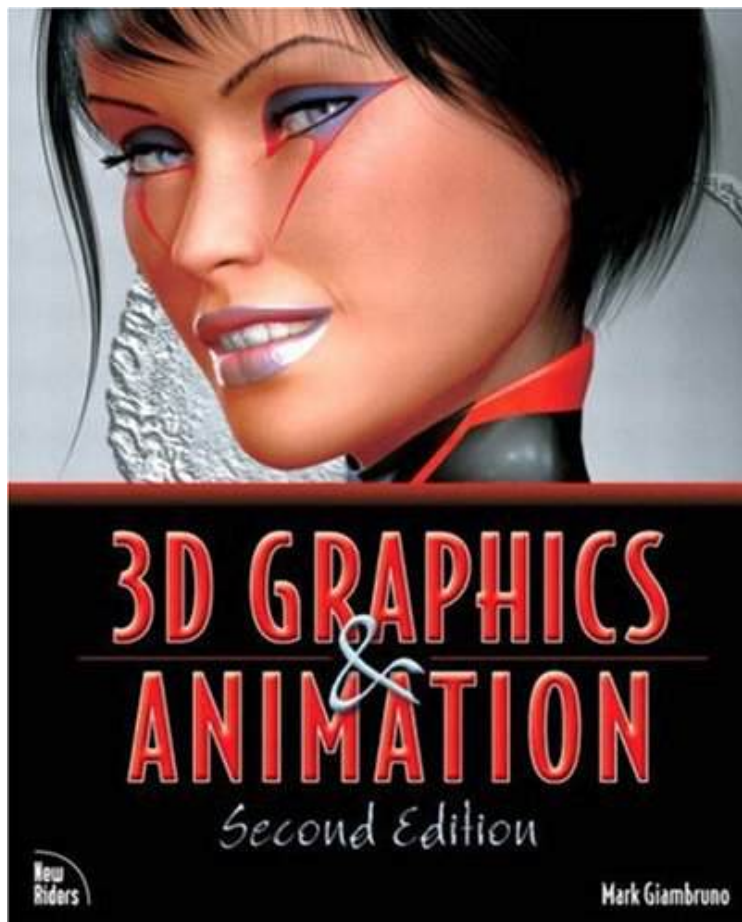 3D GRAPHICS
&
ANIMATION
Second Edition
New
Riders
Mark Giambruno